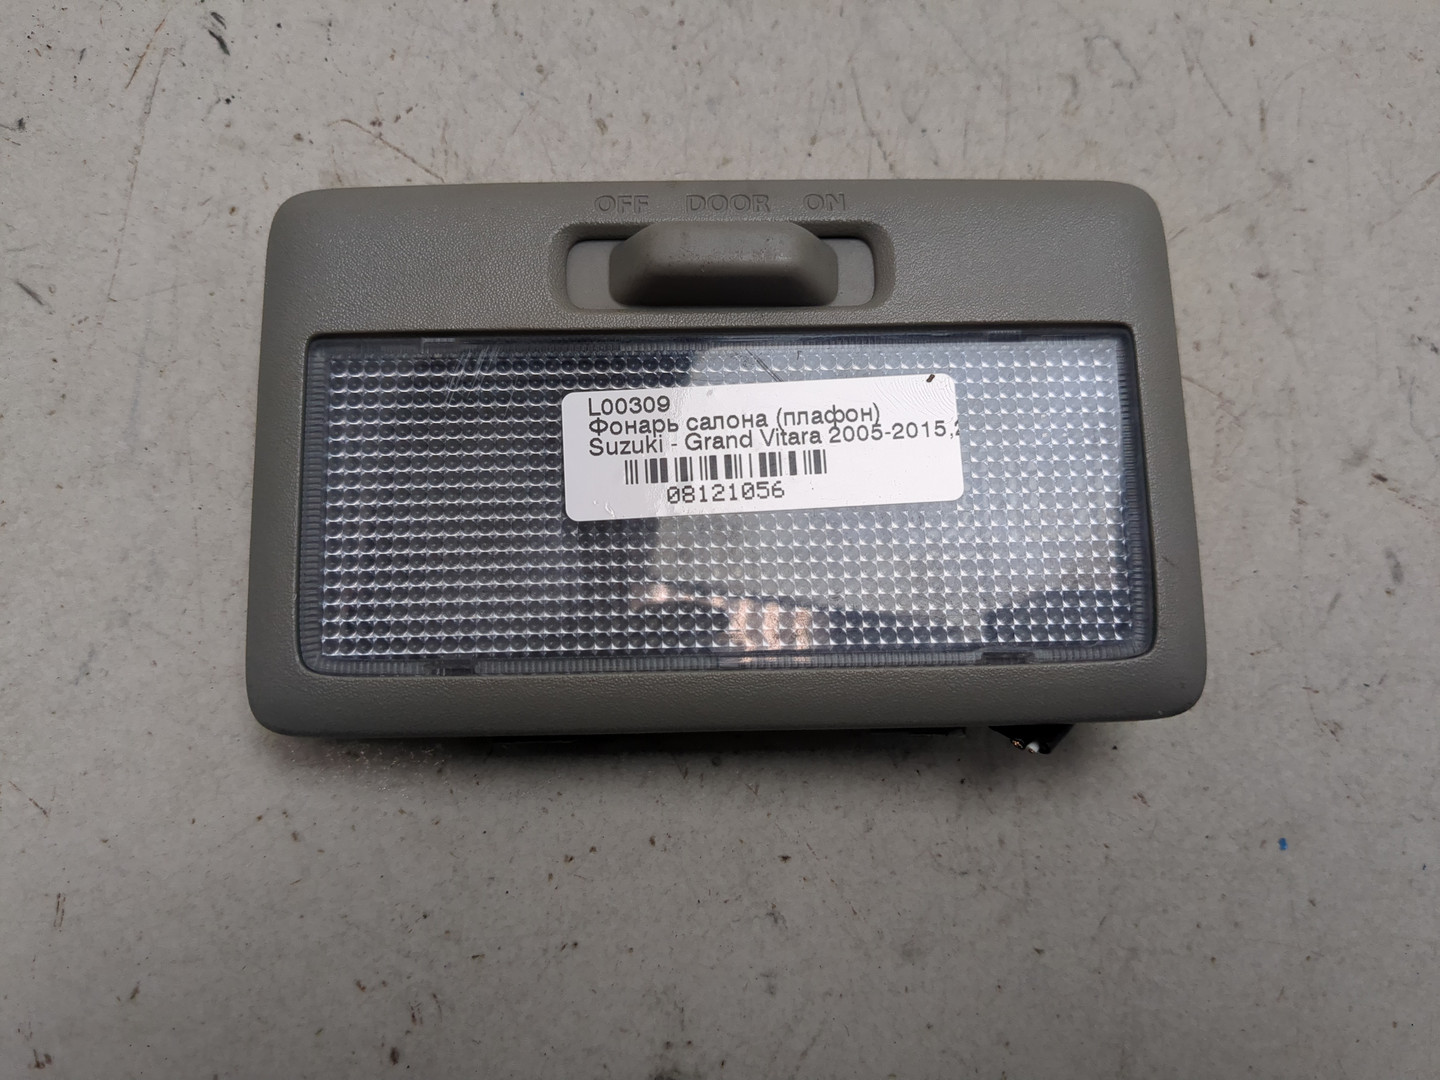 OFF DOOR ON
L00309
Фонарь салона (плафон)
Suzuki - Grand Vitara 2005-2015,
08121056